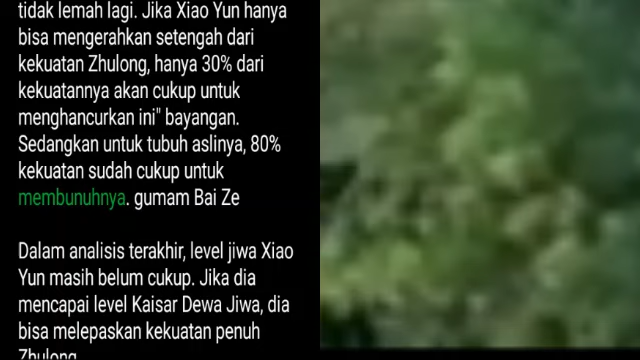 tidak lemah lagi. Jika Xiao Yun hanya
bisa mengerahkan setengah dari
kekuatan Zhulong, hanya 30% dari
kekuatannya akan cukup untuk
menghancurkan ini" bayangan.
Sedangkan untuk tubuh aslinya, 80%
kekuatan sudah cukup untuk
membunuhnya. gumam Bai Ze
Dalam analisis terakhir, level jiwa Xiao
Yun masih belum cukup. Jika dia
mencapai level Kaisar Dewa Jiwa, dia
bisa melepaskan kekuatan penuh
Zhulong